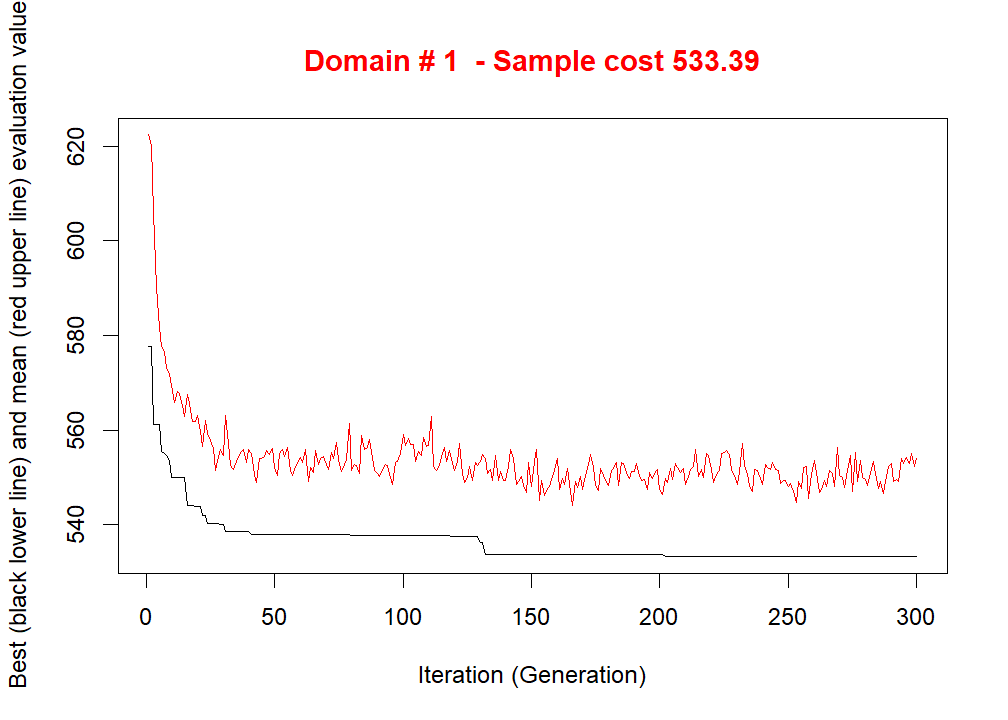 Domain # 1  - Sample cost 533.39
Best (black lower line) and mean (red upper line) evaluation value
620
600
580
560
540
0 50 100 150 200 250 300
Iteration (Generation)